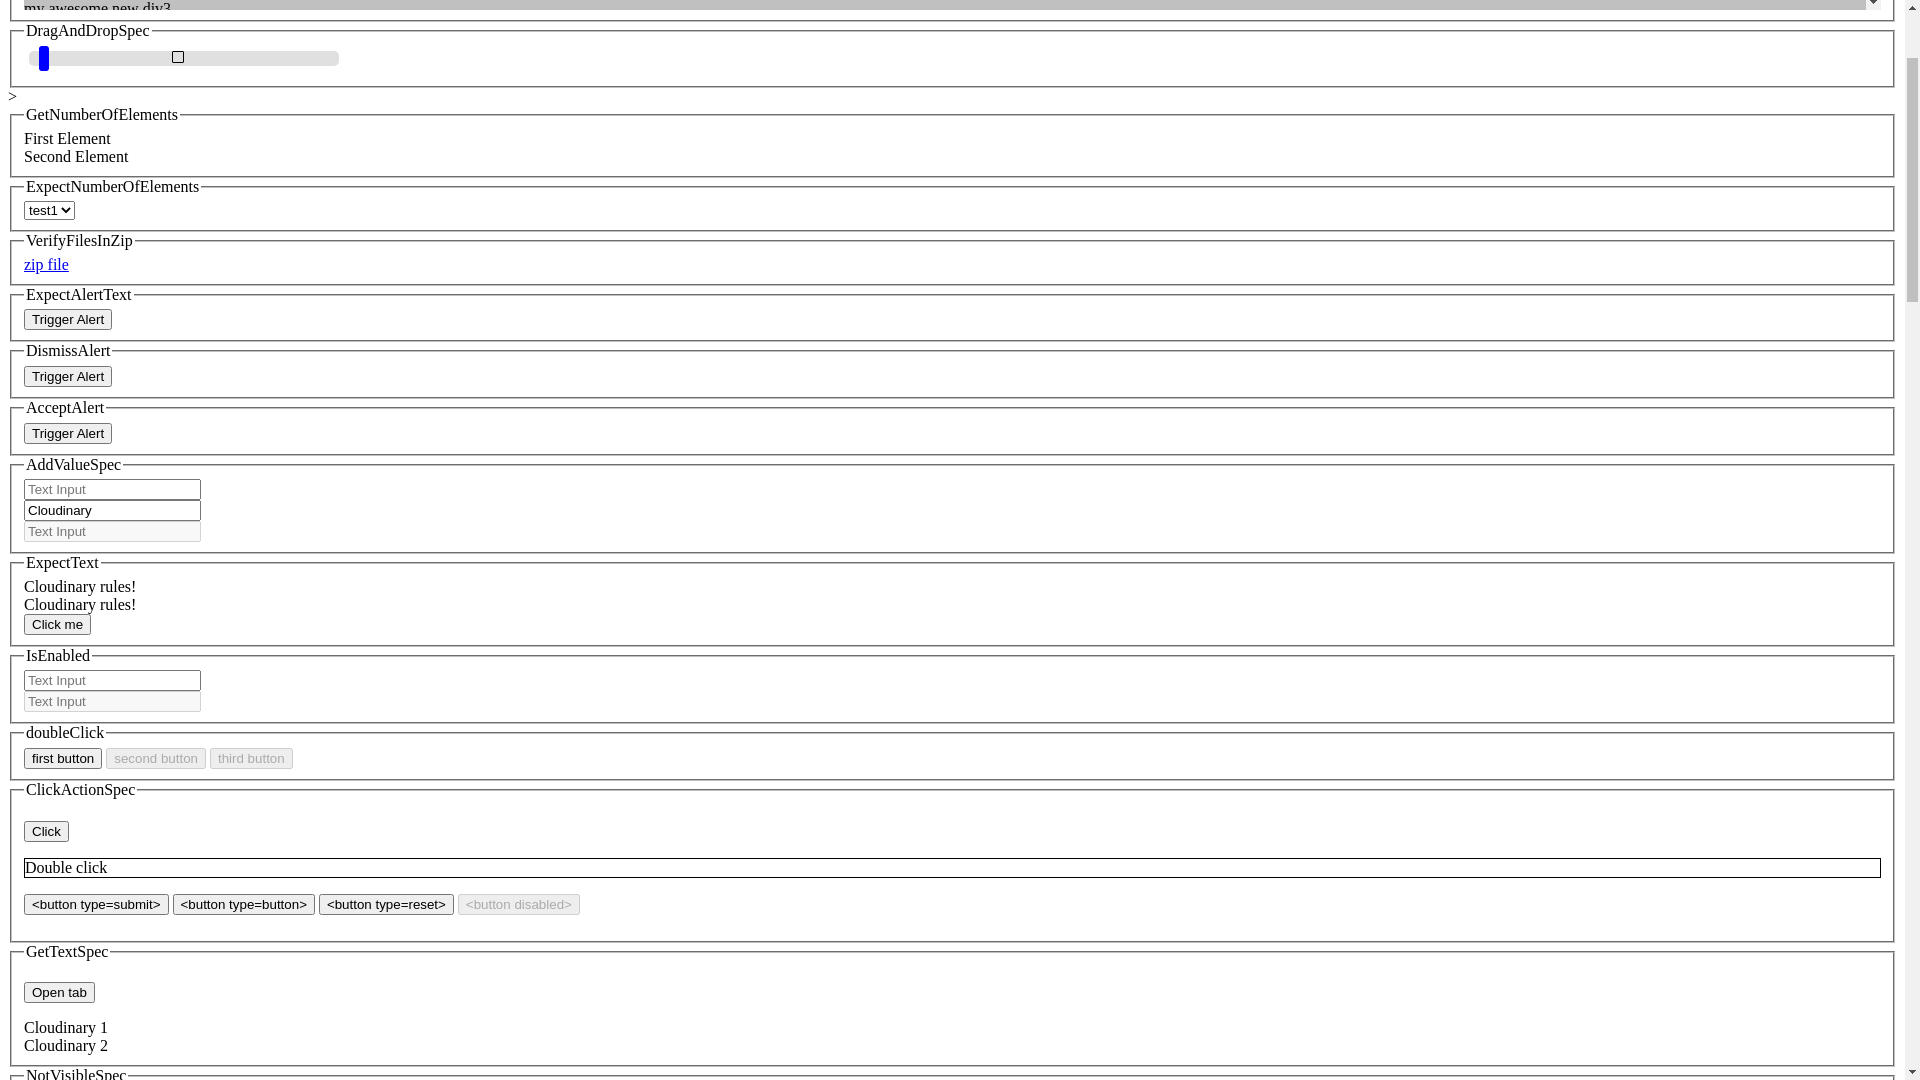 my awesome new div3
DragAndDropSpec
>
GetNumberOfElements
First Element
Second Element
ExpectNumberOfElements
test1
VerifyFilesInZip
zip file
ExpectAlertText
Trigger Alert
DismissAlert
Trigger Alert
AcceptAlert
Trigger Alert
AddValueSpec
Text Input
Cloudinary
Text Input
ExpectText
Cloudinary rules!
Cloudinary rules!
Click me
IsEnabled
Text Input
Text Input
doubleClick
first button second button third button
ClickActionSpec
Click
Double click
<button type=submit> <button type=button> <button type=reset> <button disabled>
GetTextSpec
Open tab
Cloudinary 1
Cloudinary 2
NotVisibleSpec